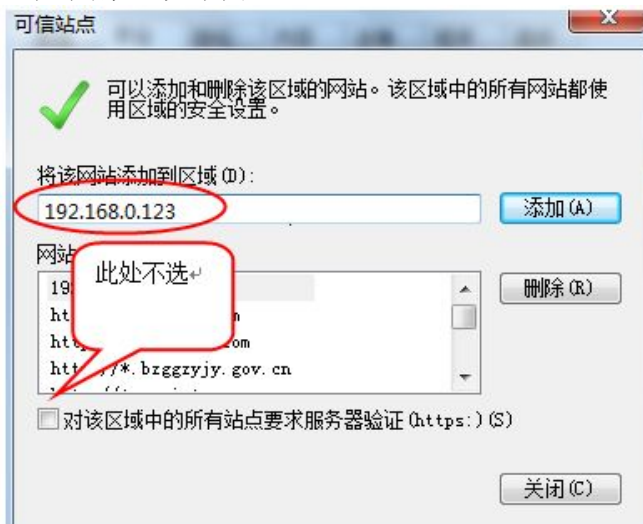 可信站点
可以添加和删除该区域的网站。该区域中的所有网站都使
用区域的安全设置。
将该网站添加到区域(D):
192.168.0.123
添加(A)
此处不选
删除(R)
http://*.bzggzyjy.gov.cn
对该区域中的所有站点要求服务器验证(https:)(S)
关闭(C)